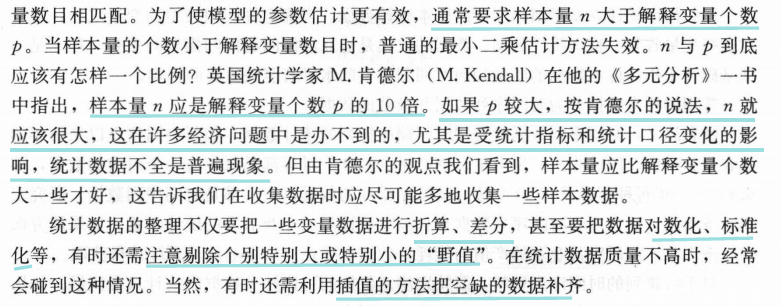 量数目相匹配。为了使模型的参数估计更有效，通常要求样本量 n 大于解释变量个数
p。当样本量的个数小于解释变量数目时，普通的最小二乘估计方法失效。n 与 p 到底
应该有怎样一个比例？英国统计学家 M. 肯德尔（M. Kendall）在他的《多元分析》一书
中指出，样本量 n 应是解释变量个数 p 的 10 倍。如果 p 较大，按肯德尔的说法，n 就
应该很大，这在许多经济问题中是办不到的，尤其是受统计指标和统计口径变化的影
响，统计数据不全是普遍现象。但由肯德尔的观点我们看到，样本量应比解释变量个数
大一些才好，这告诉我们在收集数据时应尽可能多地收集一些样本数据。
统计数据的整理不仅要把一些变量数据进行折算、差分，甚至要把数据对数化、标准
化等，有时还需注意剔除个别特别大或特别小的“野值”。在统计数据质量不高时，经常
会碰到这种情况。当然，有时还需利用插值的方法把空缺的数据补齐。